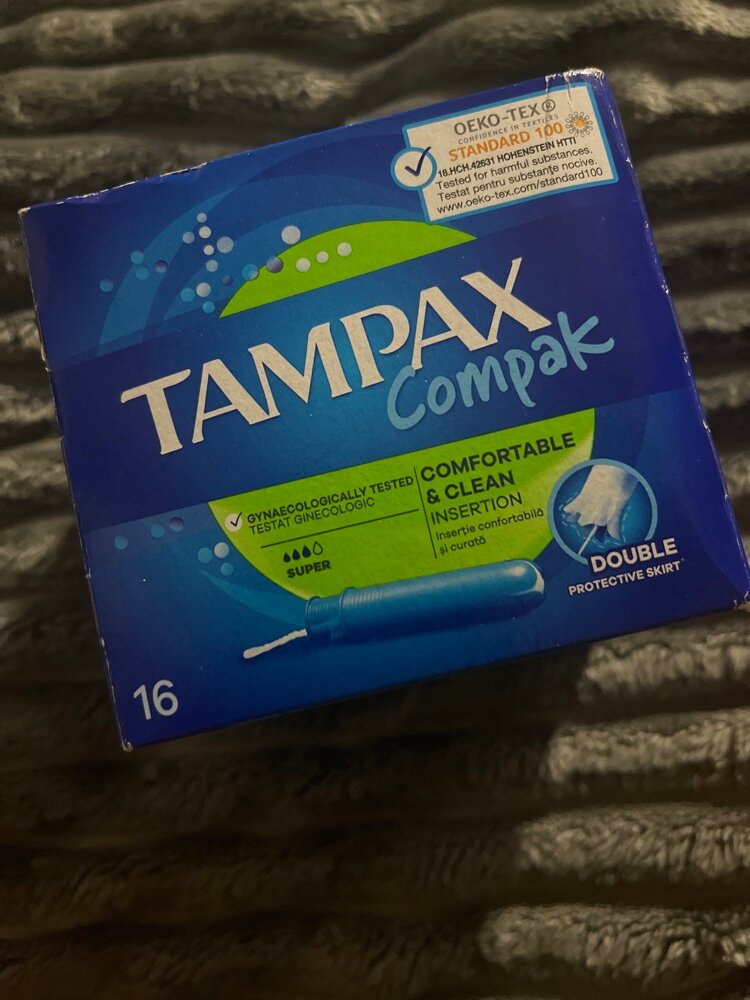 OEKO-TEX®
CONFIDENCE IN TEXTILES
STANDARD 100
18.HCH.42631 HOHENSTEIN HTTI
Tested for harmful substances.
Testat pentru substanțe nocive.
www.oeko-tex.com/standard100
TAMPAX
Compak
GYNAECOLOGICALLY TESTED
TESTAT GINECOLOGIC
SUPER
COMFORTABLE
& CLEAN
INSERTION
Inserție confortabilă
și curată
DOUBLE
PROTECTIVE SKIRT*
16